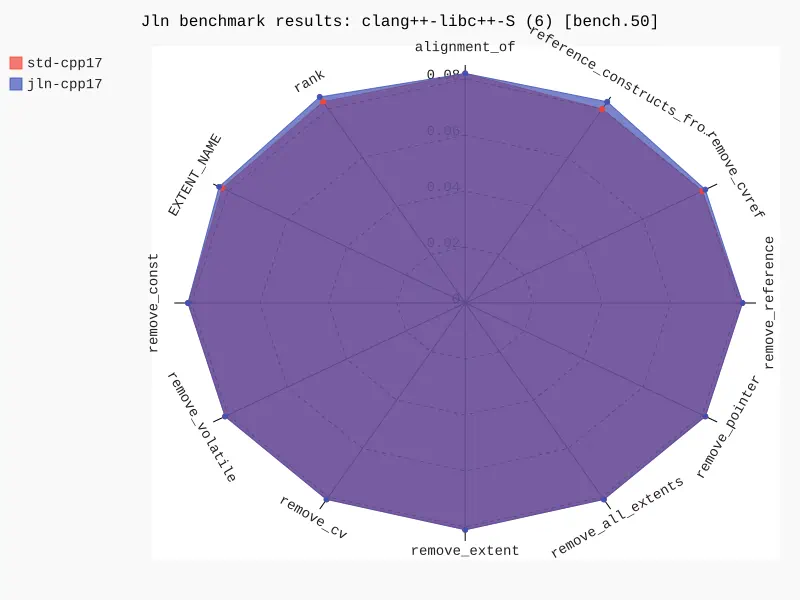 Jln benchmark results: clang++-libc++-S (6) [bench.50]
std-cpp17
jln-cpp17
alignment_of
reference_constructs_fro…
remove_cvref
remove_reference
remove_pointer
remove_all_extents
remove_extent
remove_cv
remove_volatile
remove_const
EXTENT_NAME
rank
0.08
0.06
0.04
0.02
0